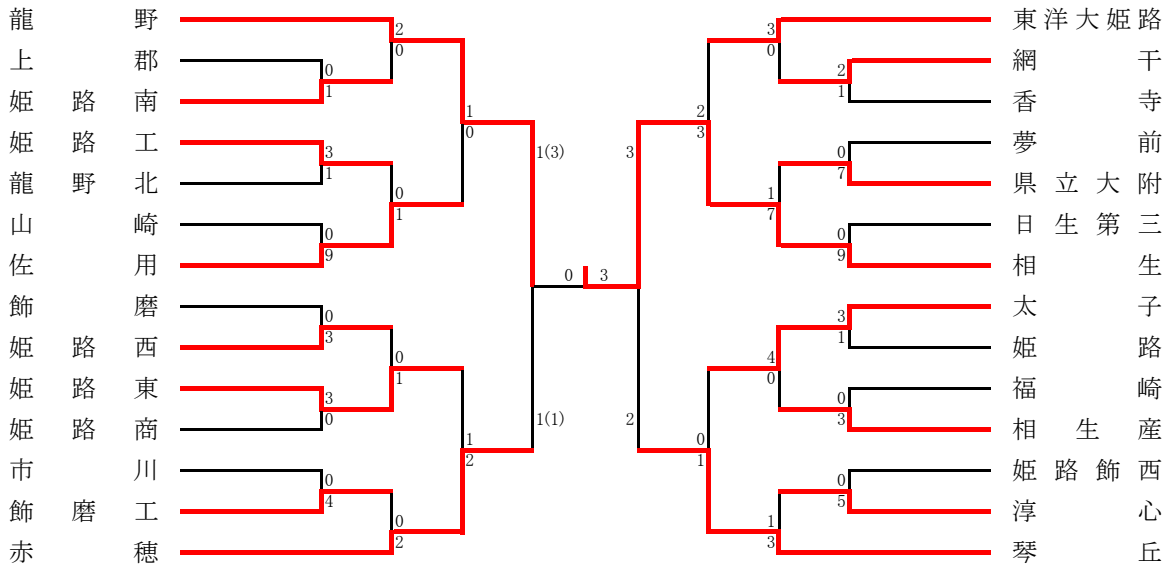 龍野
上郡
姫路南
姫路工
龍野北
山崎
佐用
飾磨
姫路西
姫路東
姫路商
市川
飾磨工
赤穂
2
0
0
1
3
1
0
1
0
9
1
0
0
3
0
1
3
0
0
4
0
2
1
2
1(3)
1(1)
0 3
3
2
3
0
2
1
2
3
0
7
1
7
0
9
3
1
4
0
0
3
0
1
0
5
1
3
東洋大姫路
網干
香寺
夢前
県立大附
日生第三
相生
太子
姫路
福崎
相生産
姫路飾西
淳心
琴丘